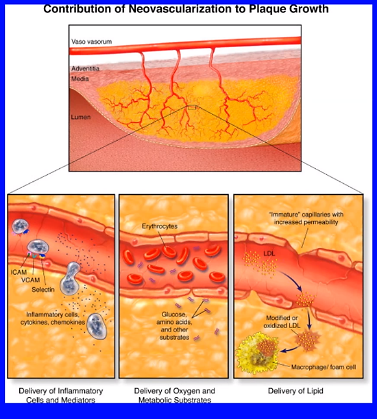 Contribution of Neovascularization to Plaque Growth
Vaso vasorum
Adventitia
Media
Lumen
ICAM
VCAM
Selectin
Inflammatory cells,
cytokines, chemokines
Erythrocytes
Glucose,
amino acids,
and other
substrates
"Immature" capillaries with
increased permeability
LDL
Modified or
oxidized LDL
Macrophage/ foam cell
Delivery of Inflammatory
Cells and Mediators
Delivery of Oxygen and
Metabolic Substrates
Delivery of Lipid